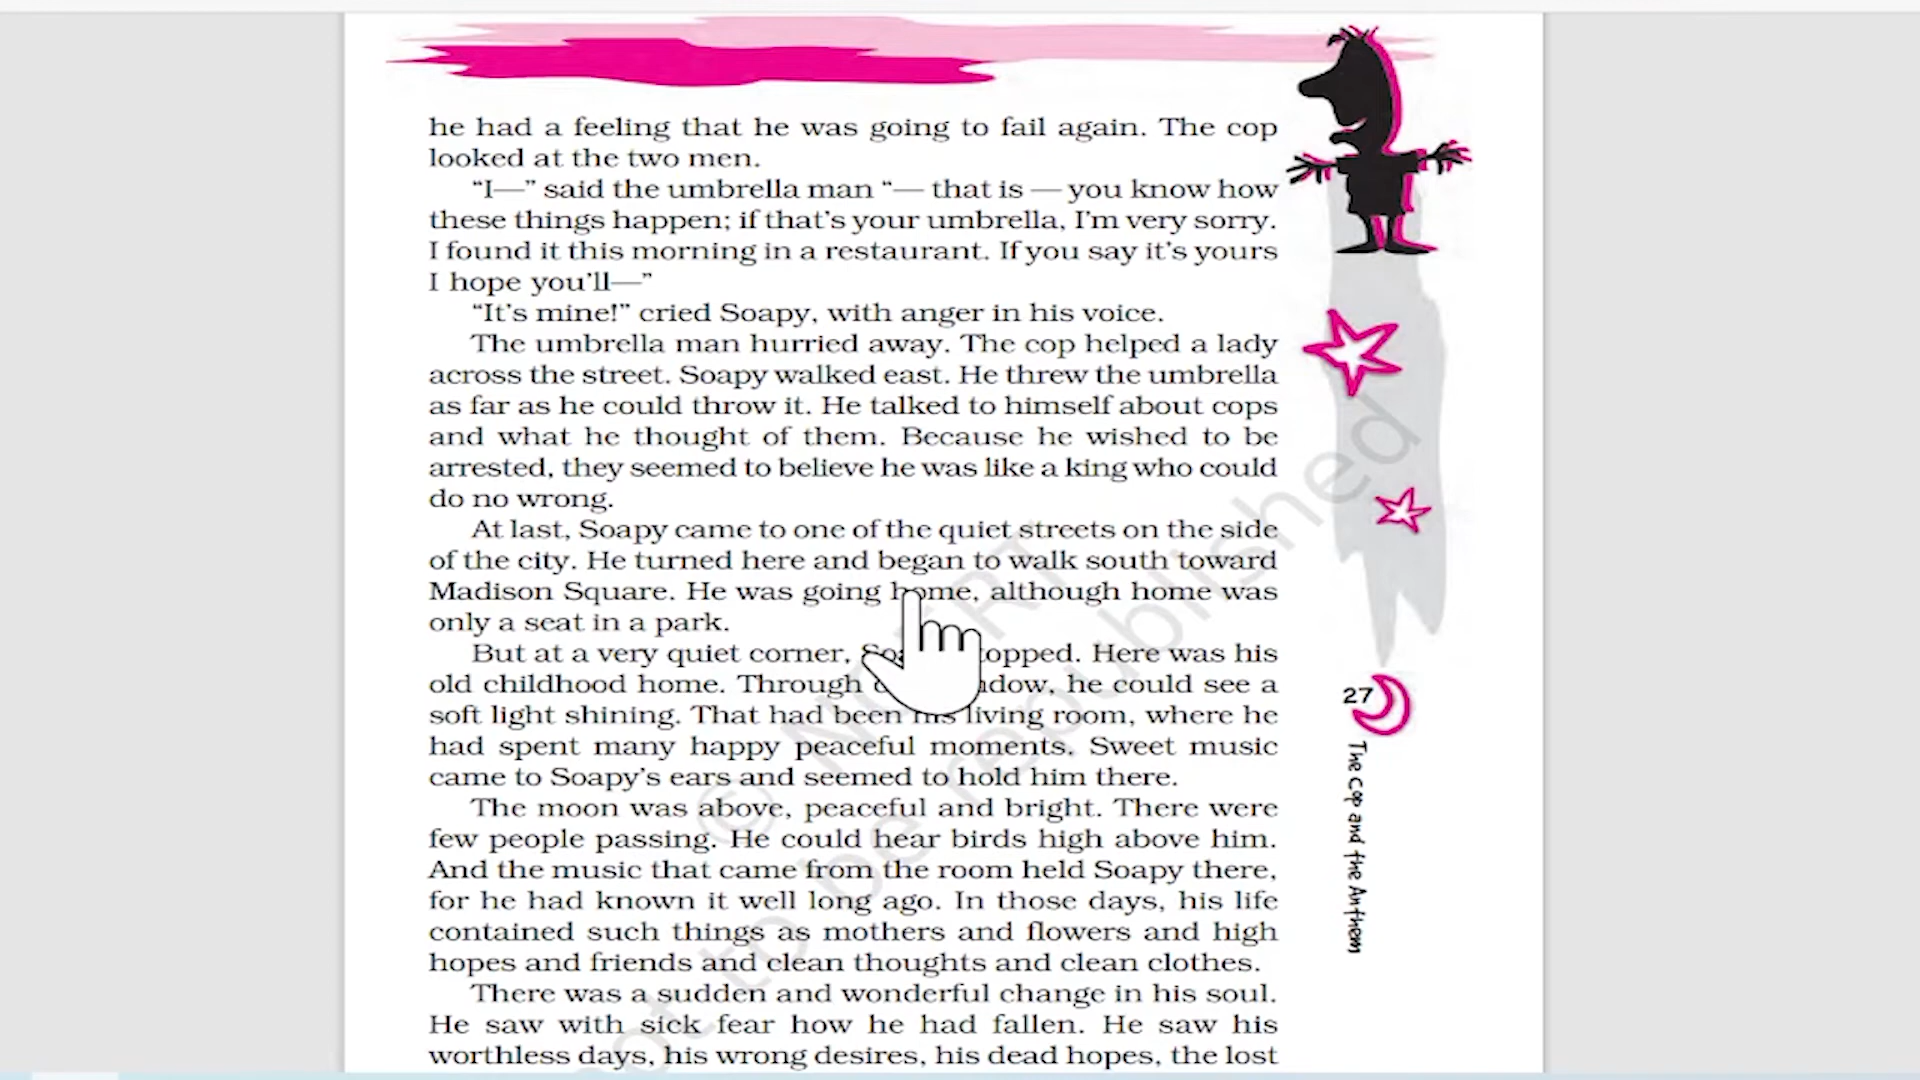 he had a feeling that he was going to fail again. The cop
looked at the two men.
“I—” said the umbrella man “— that is — you know how
these things happen; if that’s your umbrella, I’m very sorry.
I found it this morning in a restaurant. If you say it’s yours
I hope you’ll—”
“It’s mine!” cried Soapy, with anger in his voice.
The umbrella man hurried away. The cop helped a lady
across the street. Soapy walked east. He threw the umbrella
as far as he could throw it. He talked to himself about cops
and what he thought of them. Because he wished to be
arrested, they seemed to believe he was like a king who could
do no wrong.
At last, Soapy came to one of the quiet streets on the side
of the city. He turned here and began to walk south toward
Madison Square. He was going home, although home was
only a seat in a park.
But at a very quiet corner, Here was his
old childhood home. Through he could see a
soft light shining. That had been his living room, where he
had spent many happy peaceful moments. Sweet music
came to Soapy’s ears and seemed to hold him there.
The moon was above, peaceful and bright. There were
few people passing. He could hear birds high above him.
And the music that came from the room held Soapy there,
for he had known it well long ago. In those days, his life
contained such things as mothers and flowers and high
hopes and friends and clean thoughts and clean clothes.
There was a sudden and wonderful change in his soul.
He saw with sick fear how he had fallen. He saw his
worthless days, his wrong desires, his dead hopes, the lost
27
The Cop and the Anthem
© NCERT
not to be republished